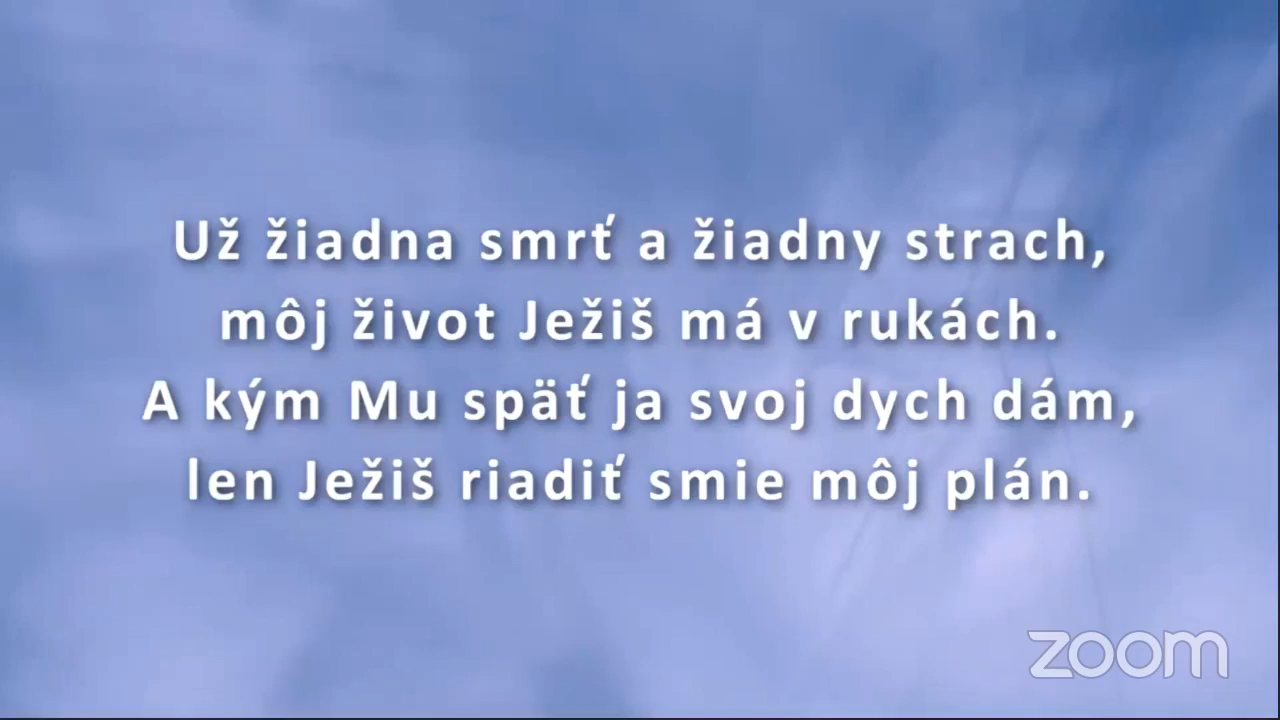 Už žiadna smrť a žiadny strach,
môj život Ježiš má v rukách.
A kým Mu späť ja svoj dych dám,
len Ježiš riadiť smie môj plán.
zoom